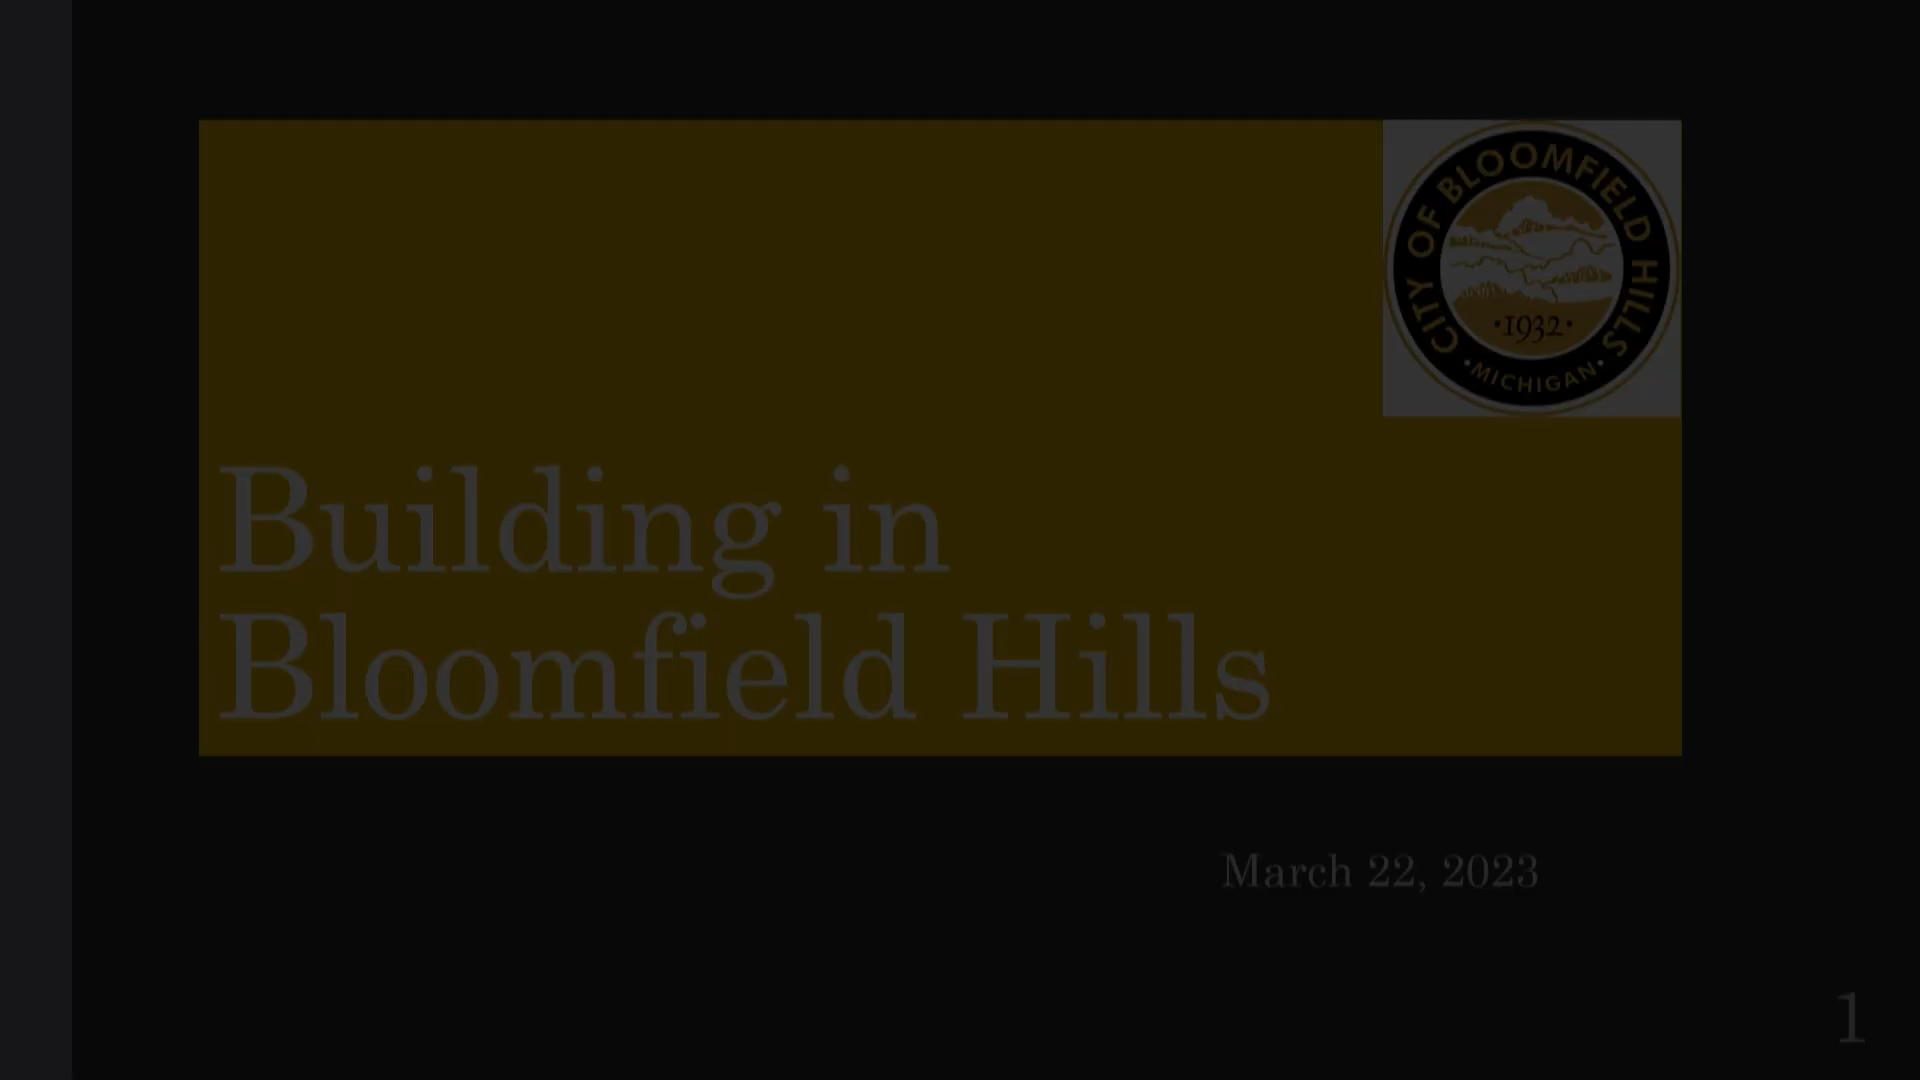 CITY OF BLOOMFIELD HILLS
•1932•
•MICHIGAN•
Building in
Bloomfield Hills
March 22, 2023
1